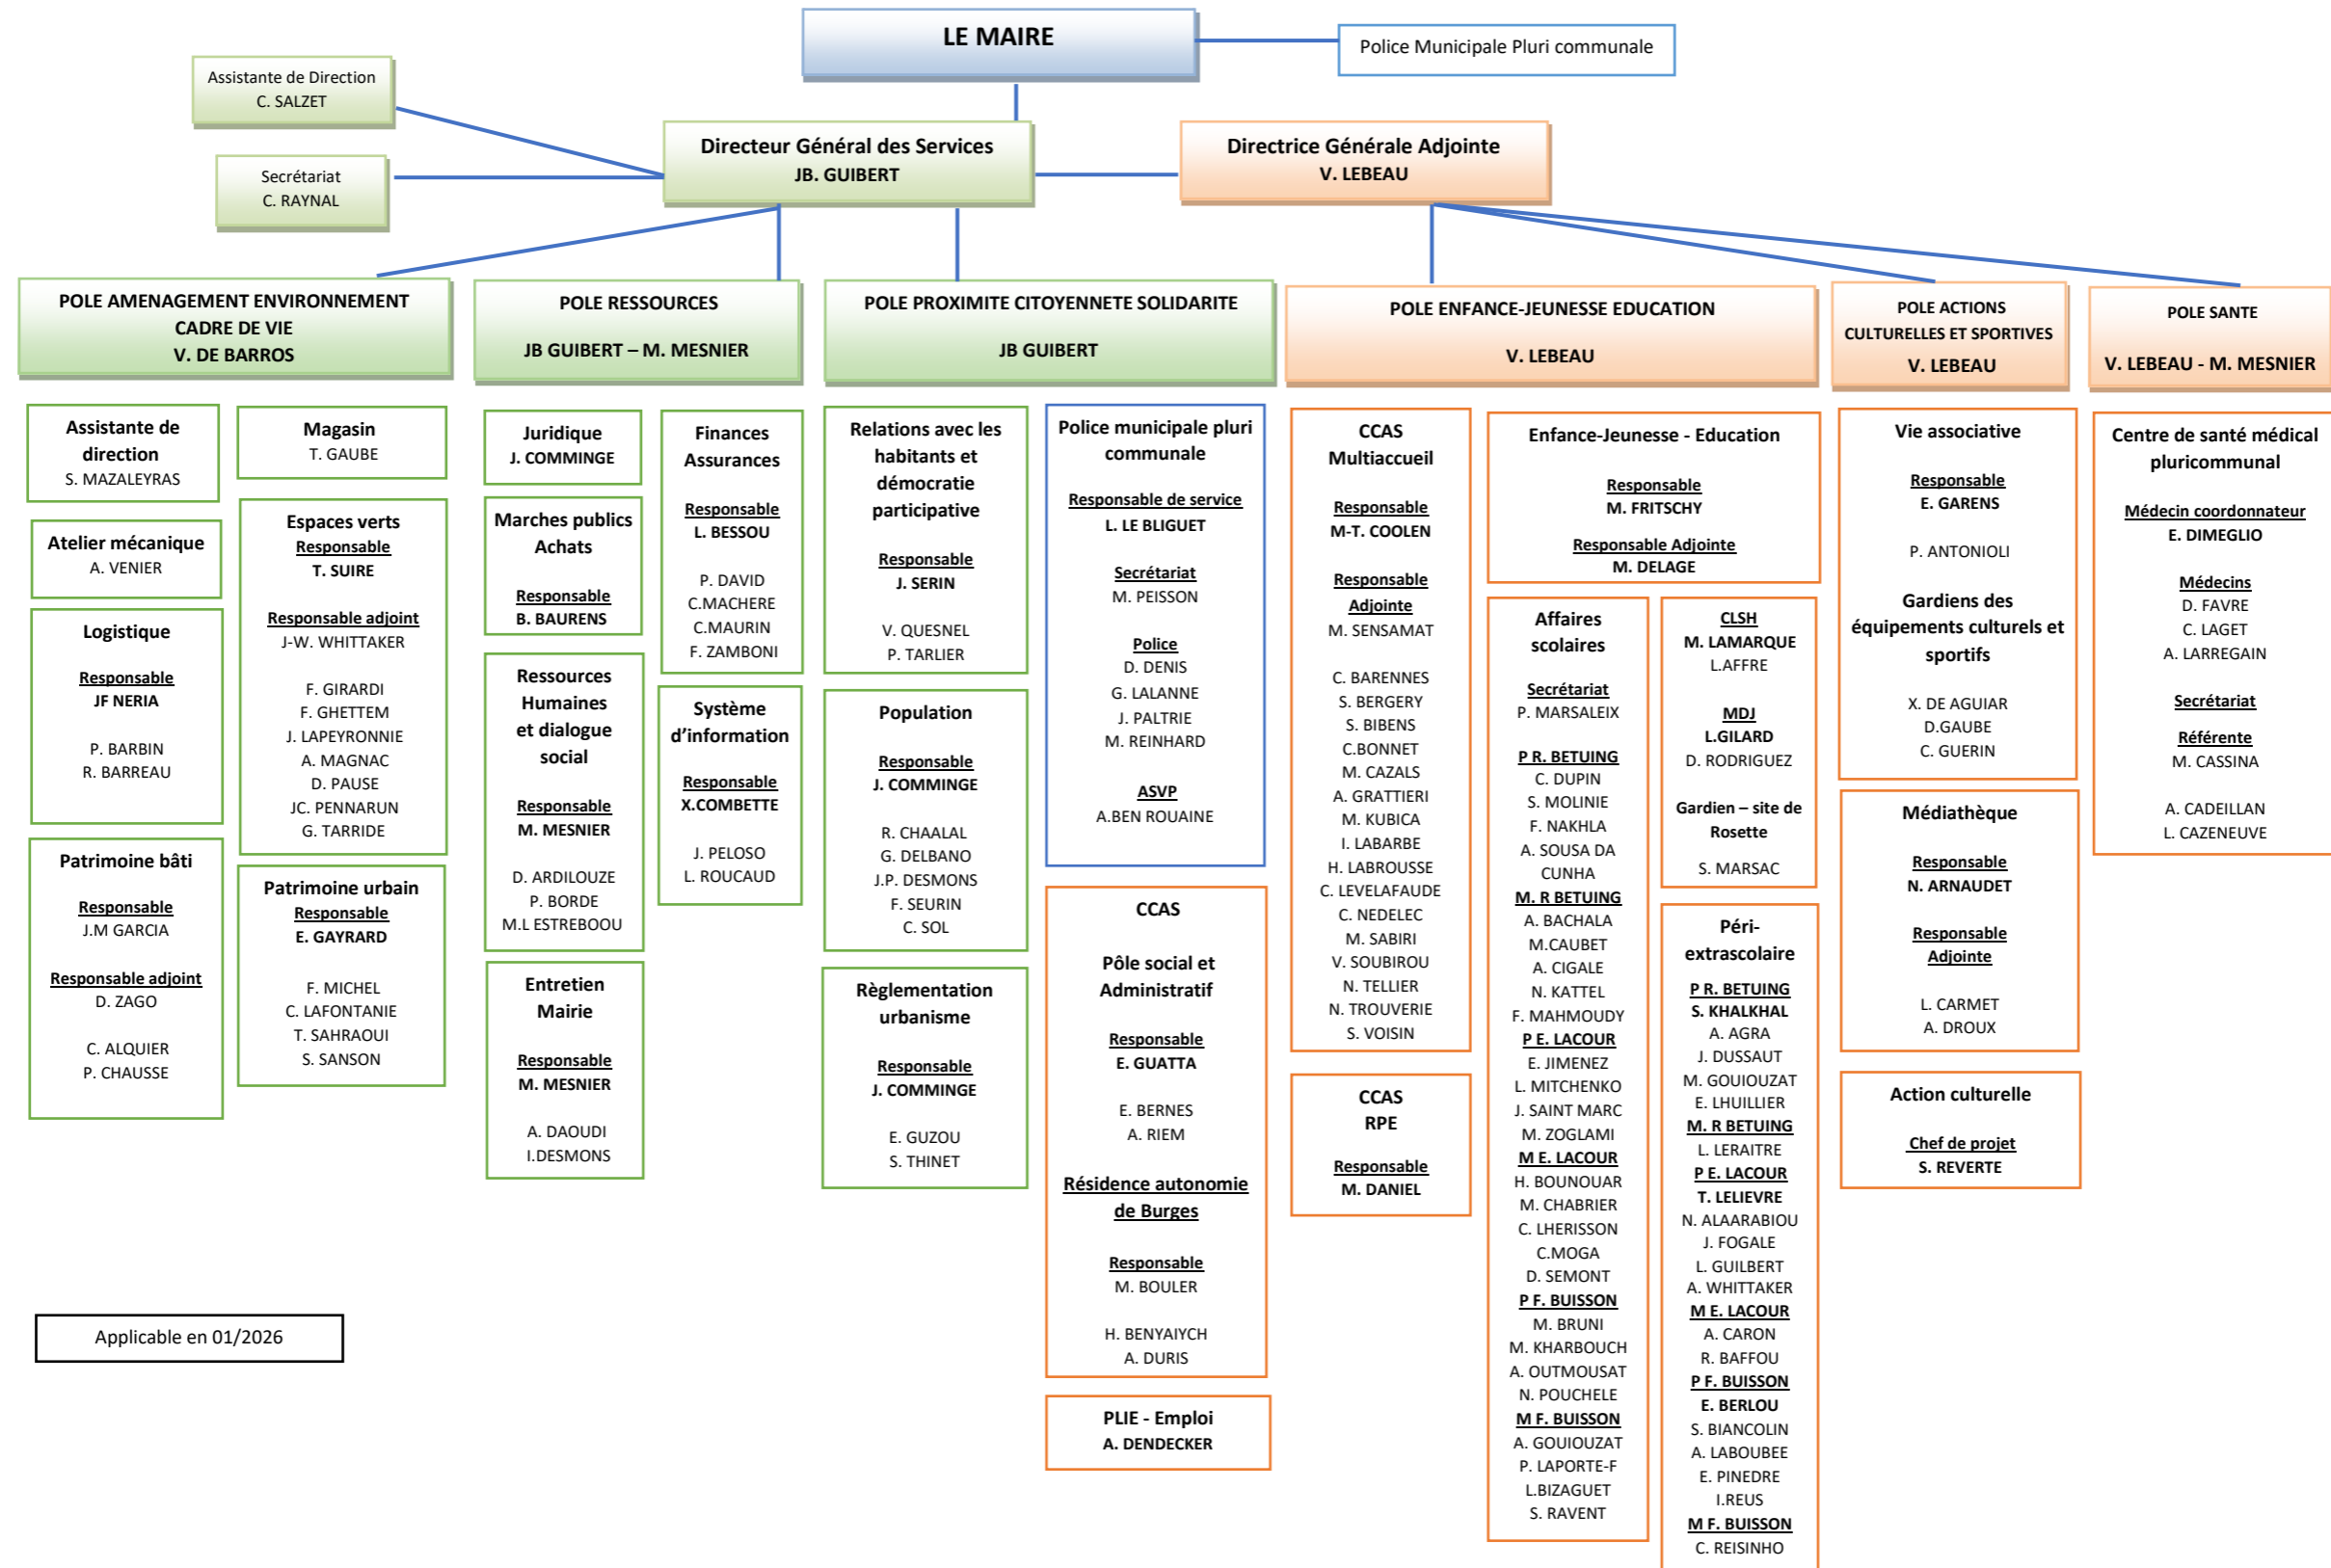 LE MAIRE
Police Municipale Pluri communale
Assistante de Direction
C. SALZET
Secrétariat
C. RAYNAL
Directeur Général des Services
JB. GUIBERT
Directrice Générale Adjointe
V. LEBEAU
POLE AMENAGEMENT ENVIRONNEMENT
CADRE DE VIE
V. DE BARROS
POLE RESSOURCES
JB GUIBERT – M. MESNIER
POLE PROXIMITE CITOYENNETE SOLIDARITE
JB GUIBERT
POLE ENFANCE-JEUNESSE EDUCATION
V. LEBEAU
POLE ACTIONS
CULTURELLES ET SPORTIVES
V. LEBEAU
POLE SANTE
V. LEBEAU - M. MESNIER
Assistante de
direction
S. MAZALEYRAS
Atelier mécanique
A. VENIER
Logistique
Responsable
JF NERIA
P. BARBIN
R. BARREAU
Patrimoine bâti
Responsable
J.M GARCIA
Responsable adjoint
D. ZAGO
C. ALQUIER
P. CHAUSSE
Magasin
T. GAUBE
Espaces verts
Responsable
T. SUIRE
Responsable adjoint
J-W. WHITTAKER
F. GIRARDI
F. GHETTEM
J. LAPEYRONNIE
A. MAGNAC
D. PAUSE
JC. PENNARUN
G. TARRIDE
Patrimoine urbain
Responsable
E. GAYRARD
F. MICHEL
C. LAFONTANIE
T. SAHRAOUI
S. SANSON
Juridique
J. COMMINGE
Marches publics
Achats
Responsable
B. BAURENS
Ressources
Humaines
et dialogue
social
Responsable
M. MESNIER
D. ARDILOUZE
P. BORDE
M.L ESTREBOOU
Entretien
Mairie
Responsable
M. MESNIER
A. DAOUDI
I.DESMONS
Finances
Assurances
Responsable
L. BESSOU
P. DAVID
C.MACHERE
C.MAURIN
F. ZAMBONI
Système
d’information
Responsable
X.COMBETTE
J. PELOSO
L. ROUCAUD
Relations avec les
habitants et
démocratie
participative
Responsable
J. SERIN
V. QUESNEL
P. TARLIER
Population
Responsable
J. COMMINGE
R. CHAALAL
G. DELBANO
J.P. DESMONS
F. SEURIN
C. SOL
Règlementation
urbanisme
Responsable
J. COMMINGE
E. GUZOU
S. THINET
Police municipale pluri
communale
Responsable de service
L. LE BLIGUET
Secrétariat
M. PEISSON
Police
D. DENIS
G. LALANNE
J. PALTRIE
M. REINHARD
ASVP
A.BEN ROUAINE
CCAS
Pôle social et
Administratif
Responsable
E. GUATTA
E. BERNES
A. RIEM
Résidence autonomie
de Burges
Responsable
M. BOULER
H. BENYAIYCH
A. DURIS
PLIE - Emploi
A. DENDECKER
CCAS
Multiaccueil
Responsable
M-T. COOLEN
Responsable
Adjointe
M. SENSAMAT
C. BARENNES
S. BERGERY
S. BIBENS
C.BONNET
M. CAZALS
A. GRATTIERI
M. KUBICA
I. LABARBE
H. LABROUSSE
C. LEVELAFAUDE
C. NEDELEC
M. SABIRI
V. SOUBIROU
N. TELLIER
N. TROUVERIE
S. VOISIN
CCAS
RPE
Responsable
M. DANIEL
Enfance-Jeunesse - Education
Responsable
M. FRITSCHY
Responsable Adjointe
M. DELAGE
Affaires
scolaires
Secrétariat
P. MARSALEIX
P R. BETUING
C. DUPIN
S. MOLINIE
F. NAKHLA
A. SOUSA DA
CUNHA
M. R BETUING
A. BACHALA
M.CAUBET
A. CIGALE
N. KATTEL
F. MAHMOUDY
P E. LACOUR
E. JIMENEZ
L. MITCHENKO
J. SAINT MARC
M. ZOGLAMI
M E. LACOUR
H. BOUNOUAR
M. CHABRIER
C. LHERISSON
C.MOGA
D. SEMONT
P F. BUISSON
M. BRUNI
M. KHARBOUCH
A. OUTMOUSAT
N. POUCHELE
M F. BUISSON
A. GOUIOUZAT
P. LAPORTE-F
L.BIZAGUET
S. RAVENT
CLSH
M. LAMARQUE
L.AFFRE
MDJ
L.GILARD
D. RODRIGUEZ
Gardien – site de
Rosette
S. MARSAC
Péri-
extrascolaire
P R. BETUING
S. KHALKHAL
A. AGRA
J. DUSSAUT
M. GOUIOUZAT
E. LHUILLIER
M. R BETUING
L. LERAITRE
P E. LACOUR
T. LELIEVRE
N. ALAARABIOU
J. FOGALE
L. GUILBERT
A. WHITTAKER
M E. LACOUR
A. CARON
R. BAFFOU
P F. BUISSON
E. BERLOU
S. BIANCOLIN
A. LABOUBEE
E. PINEDRE
I.REUS
M F. BUISSON
C. REISINHO
Vie associative
Responsable
E. GARENS
P. ANTONIOLI
Gardiens des
équipements culturels et
sportifs
X. DE AGUIAR
D.GAUBE
C. GUERIN
Médiathèque
Responsable
N. ARNAUDET
Responsable
Adjointe
L. CARMET
A. DROUX
Action culturelle
Chef de projet
S. REVERTE
Centre de santé médical
pluricommunal
Médecin coordonnateur
E. DIMEGLIO
Médecins
D. FAVRE
C. LAGET
A. LARREGAIN
Secrétariat
Référente
M. CASSINA
A. CADEILLAN
L. CAZENEUVE
Applicable en 01/2026